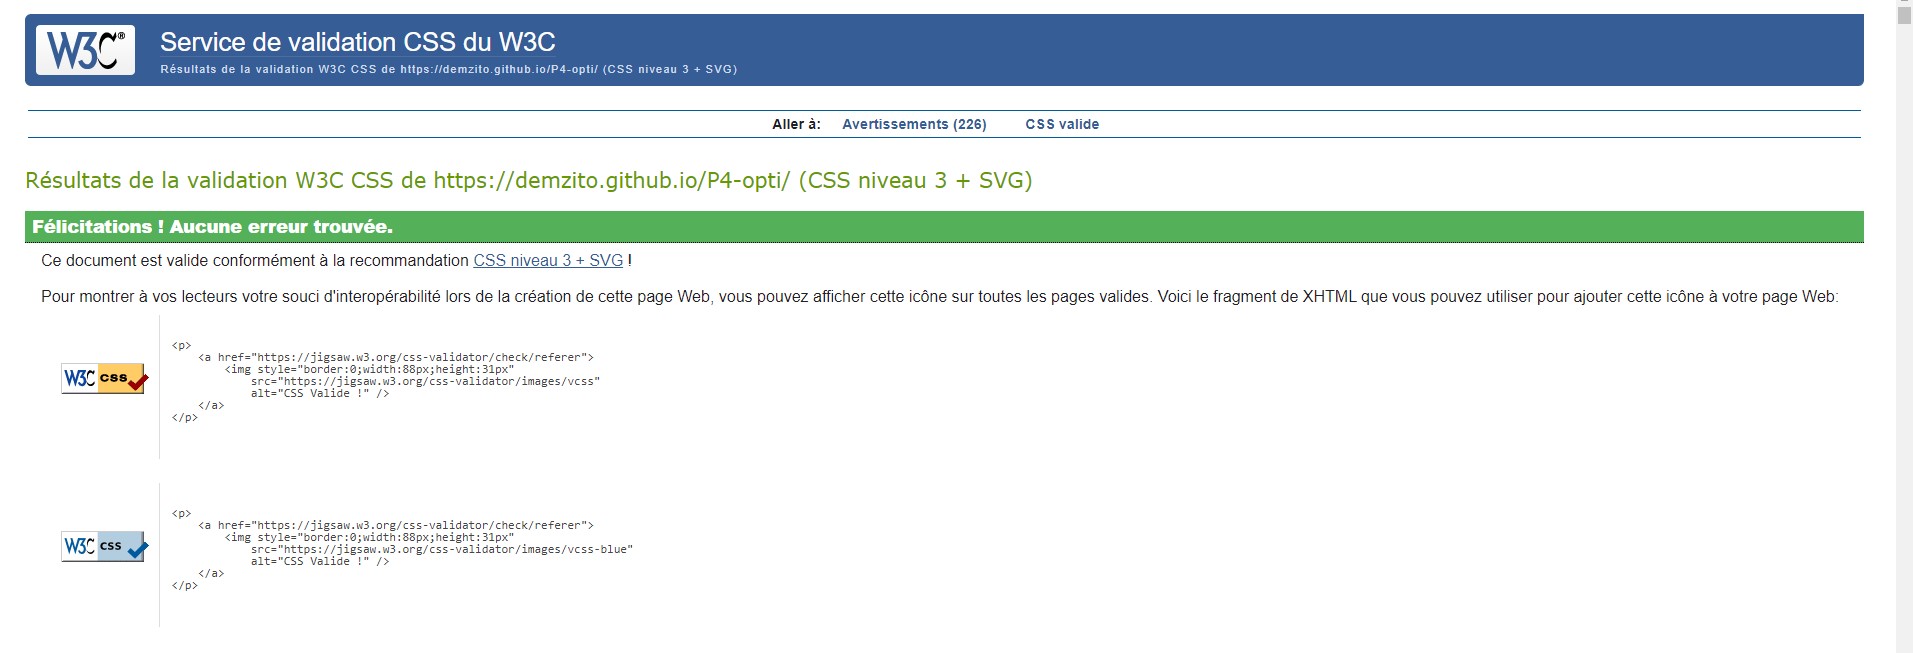 W3C®
Service de validation CSS du W3C
Résultats de la validation W3C CSS de https://demzito.github.io/P4-opti/ (CSS niveau 3 + SVG)
Aller à: Avertissements (226) CSS valide
Résultats de la validation W3C CSS de https://demzito.github.io/P4-opti/ (CSS niveau 3 + SVG)
Félicitations ! Aucune erreur trouvée.
Ce document est valide conformément à la recommandation CSS niveau 3 + SVG !
Pour montrer à vos lecteurs votre souci d'interopérabilité lors de la création de cette page Web, vous pouvez afficher cette icône sur toutes les pages valides. Voici le fragment de XHTML que vous pouvez utiliser pour ajouter cette icône à votre page Web:
W3C css
<p>
<a href="https://jigsaw.w3.org/css-validator/check/referer">
<img style="border:0;width:88px;height:31px"
src="https://jigsaw.w3.org/css-validator/images/vcss"
alt="CSS Valide !" />
</a>
</p>
W3C css
<p>
<a href="https://jigsaw.w3.org/css-validator/check/referer">
<img style="border:0;width:88px;height:31px"
src="https://jigsaw.w3.org/css-validator/images/vcss-blue"
alt="CSS Valide !" />
</a>
</p>